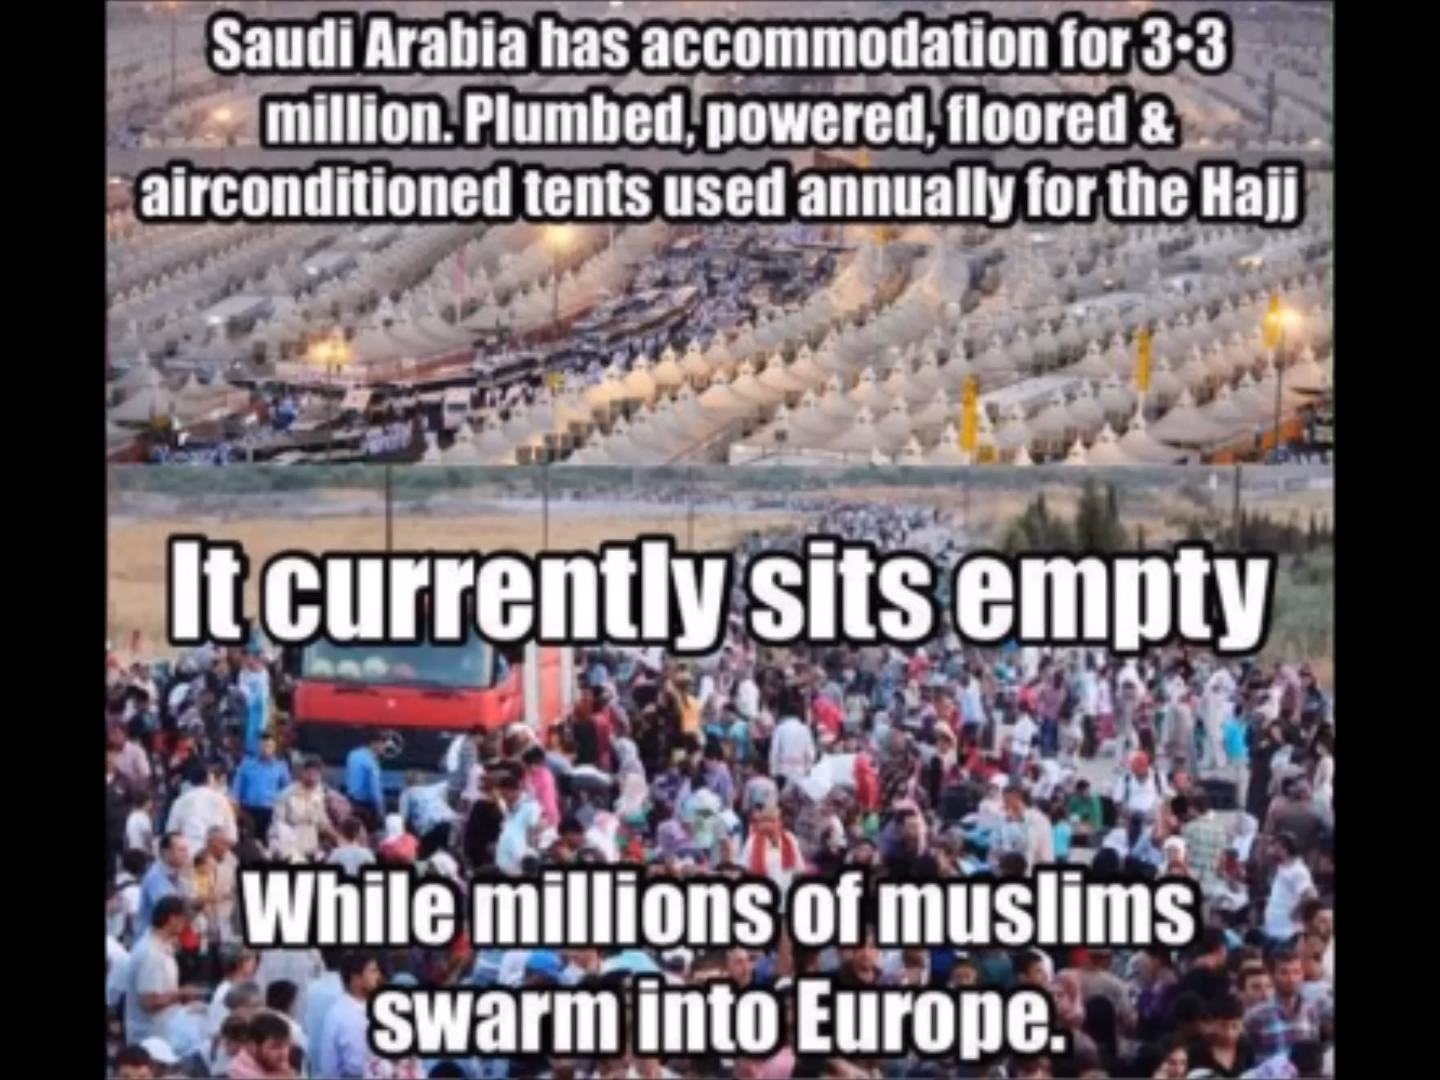 Saudi Arabia has accommodation for 3•3
million. Plumbed, powered, floored &
airconditioned tents used annually for the Hajj
It currently sits empty
While millions of muslims
swarm into Europe.